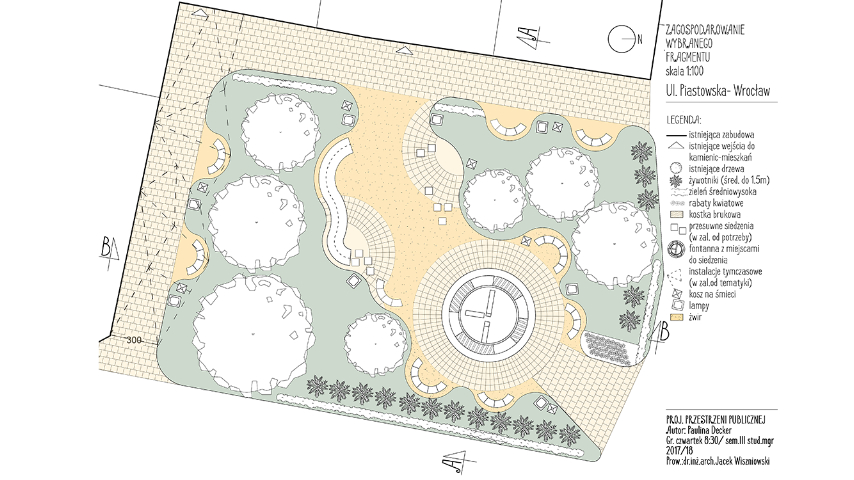 A
N
ZAGOSPODAROWANIE
WYBRANEGO
FRAGMENTU
skala 1:100
Ul. Piastowska- Wrocław
LEGENDA:
istniejąca zabudowa
istniejące wejścia do
kamienic-mieszkań
istniejące drzewa
żywotniki (śred. do 1.5m)
zieleń średniowysoka
rabaty kwiatowe
kostka brukowa
przesuwne siedzenia
(w zal. od potrzeby)
fontanna z miejscami
do siedzenia
instalacje tymczasowe
(w zal.od tematyki)
kosz na śmieci
lampy
żwir
B
B
300
A
PROJ. PRZESTRZENI PUBLICZNEJ
Autor: Paulina Decker
Gr. czwartek 8:30/ sem.III stud.mgr
2017/18
Prow.:dr.inż.arch.Jacek Wiszniowski